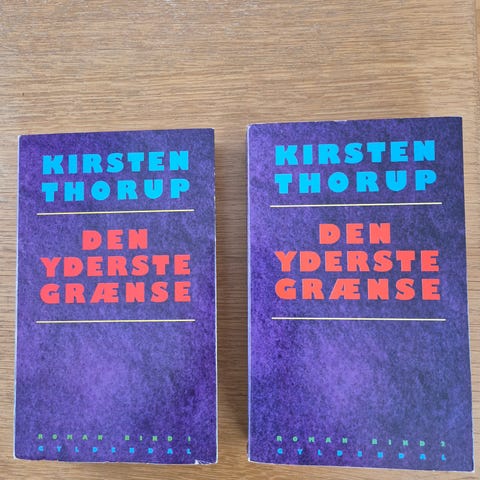 KIRSTEN
THORUP
DEN
YDERSTE
GRÆNSE
ROMAN BIND 1
GYLDENDAL
KIRSTEN
THORUP
DEN
YDERSTE
GRÆNSE
ROMAN BIND 2
GYLDENDAL